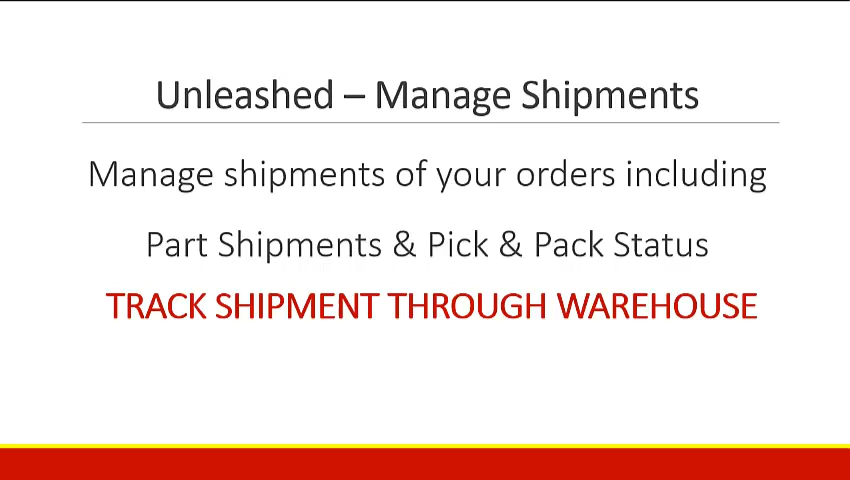 Unleashed – Manage Shipments
Manage shipments of your orders including
Part Shipments & Pick & Pack Status
TRACK SHIPMENT THROUGH WAREHOUSE